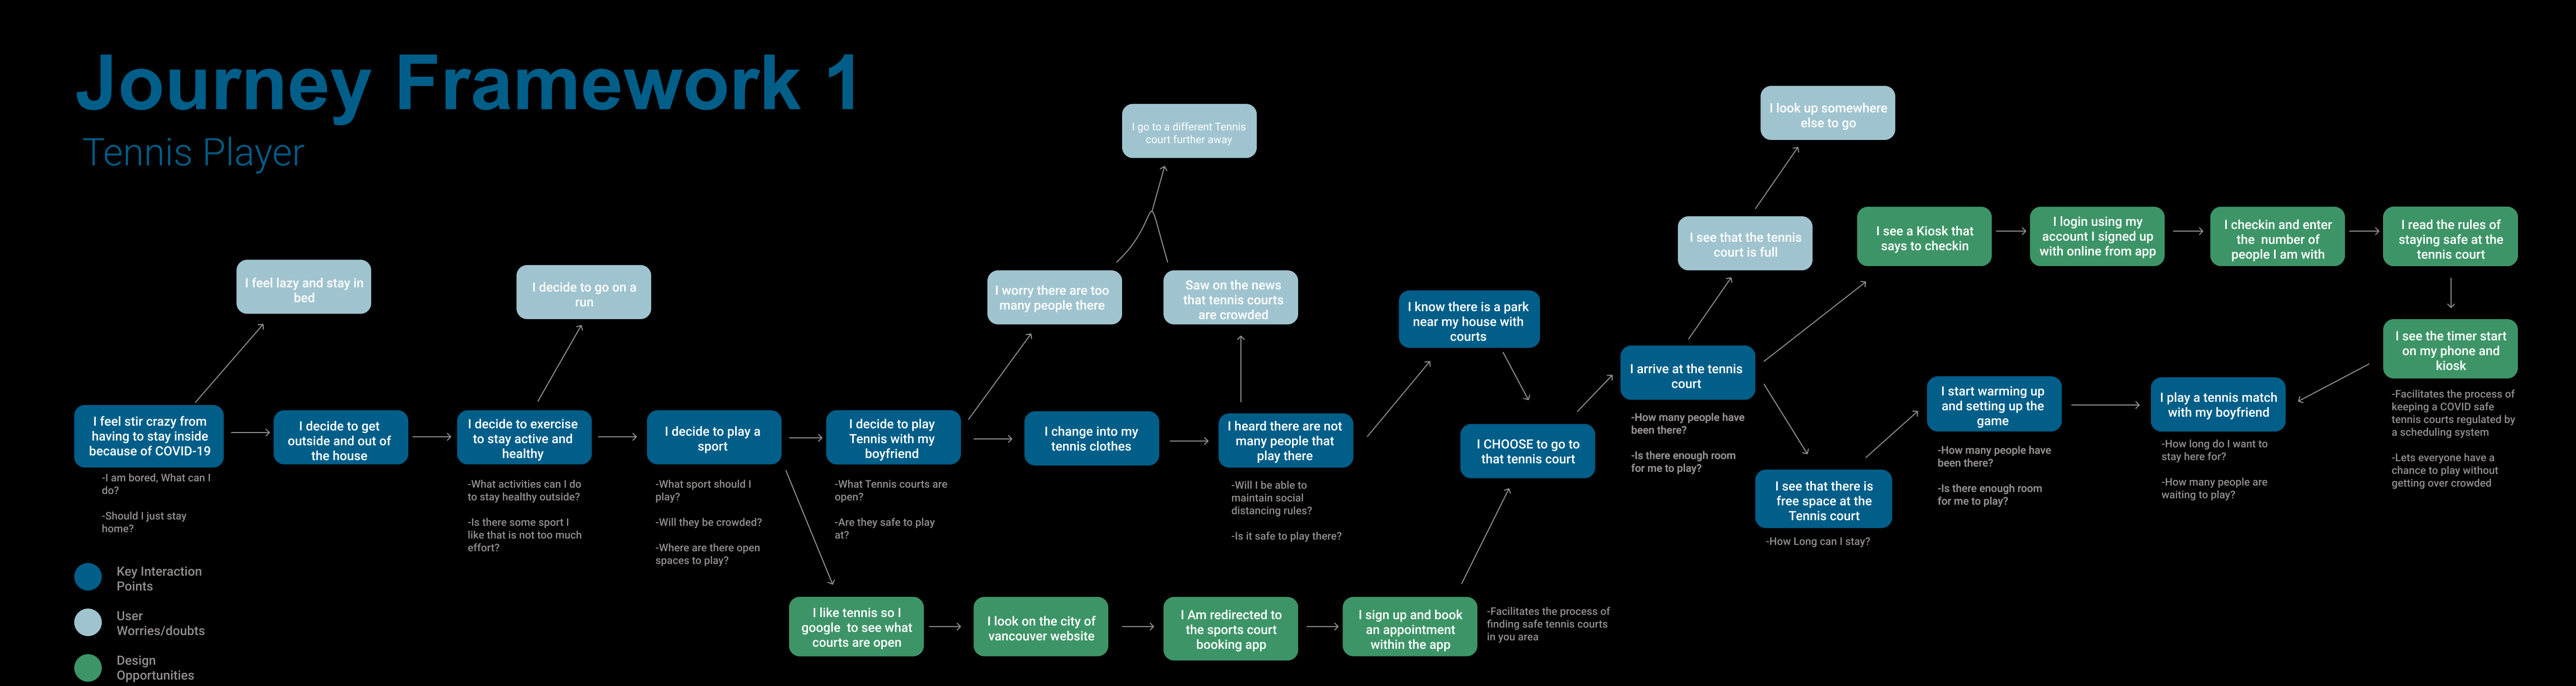 Journey Framework 1
Tennis Player
I feel lazy and stay in
bed
I decide to go on a
run
I go to a different Tennis
court further away
I worry there are too
many people there
Saw on the news
that tennis courts
are crowded
I look up somewhere
else to go
I see that the tennis
court is full
I see a Kiosk that
says to checkin
I login using my
account I signed up
with online from app
I checkin and enter
the number of
people I am with
I read the rules of
staying safe at the
tennis court
I see the timer start
on my phone and
kiosk
-Facilitates the process of
keeping a COVID safe
tennis courts regulated by
a scheduling system
-Lets everyone have a
chance to play without
getting over crowded
I feel stir crazy from
having to stay inside
because of COVID-19
-I am bored, What can I
do?
-Should I just stay
home?
I decide to get
outside and out of
the house
I decide to exercise
to stay active and
healthy
-What activities can I do
to stay healthy outside?
-Is there some sport I
like that is not too much
effort?
I decide to play a
sport
-What sport should I
play?
-Will they be crowded?
-Where are there open
spaces to play?
I decide to play
Tennis with my
boyfriend
-What Tennis courts are
open?
-Are they safe to play
at?
I change into my
tennis clothes
I heard there are not
many people that
play there
-Will I be able to
maintain social
distancing rules?
-Is it safe to play there?
I know there is a park
near my house with
courts
I CHOOSE to go to
that tennis court
I arrive at the tennis
court
-How many people have
been there?
-Is there enough room
for me to play?
I see that there is
free space at the
Tennis court
-How Long can I stay?
I start warming up
and setting up the
game
-How many people have
been there?
-Is there enough room
for me to play?
I play a tennis match
with my boyfriend
-How long do I want to
stay here for?
-How many people are
waiting to play?
I like tennis so I
google to see what
courts are open
I look on the city of
vancouver website
I Am redirected to
the sports court
booking app
I sign up and book
an appointment
within the app
-Facilitates the process of
finding safe tennis courts
in you area
Key Interaction
Points
User
Worries/doubts
Design
Opportunities